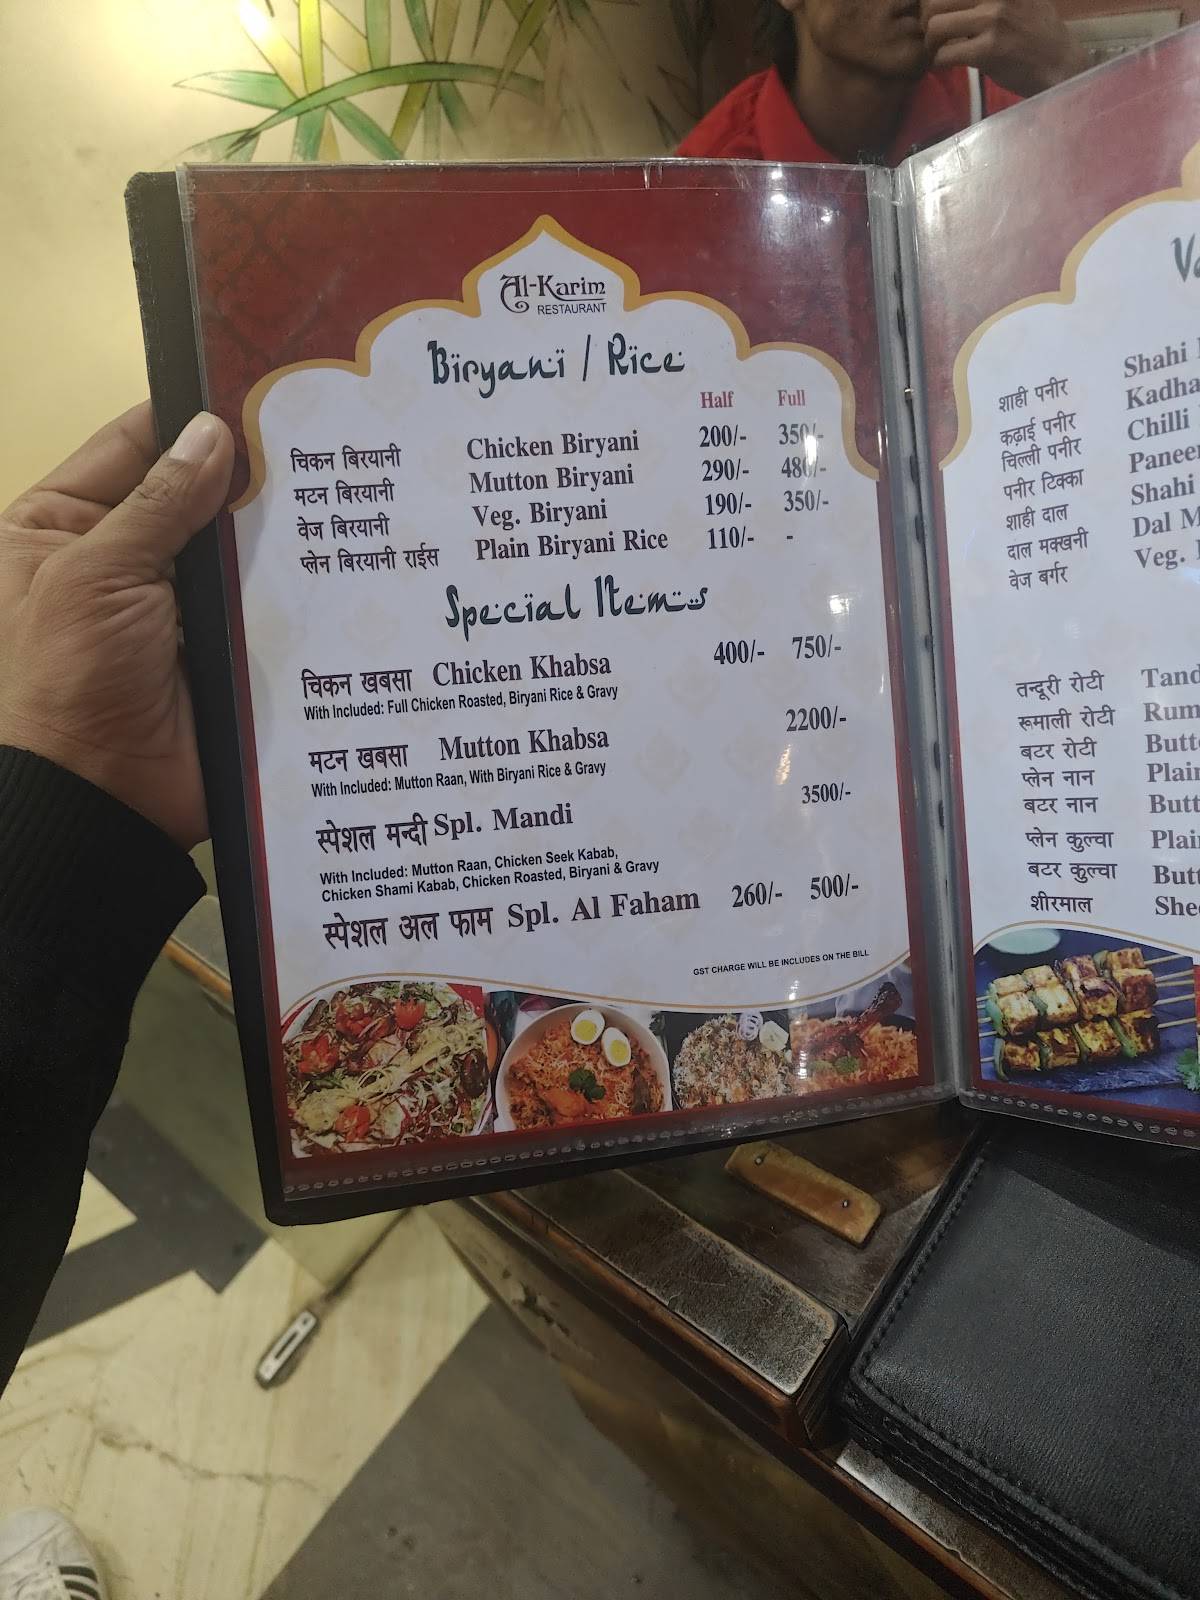 Al-Karim
RESTAURANT
Biryani / Rice
Half Full
चिकन बिरयानी Chicken Biryani 200/- 350/-
मटन बिरयानी Mutton Biryani 290/- 480/-
वेज बिरयानी Veg. Biryani 190/- 350/-
प्लेन बिरयानी राईस Plain Biryani Rice 110/- -
Special Items
चिकन खबसा Chicken Khabsa 400/- 750/-
With Included: Full Chicken Roasted, Biryani Rice & Gravy
मटन खबसा Mutton Khabsa 2200/-
With Included: Mutton Raan, With Biryani Rice & Gravy
स्पेशल मन्दी Spl. Mandi 3500/-
With Included: Mutton Raan, Chicken Seek Kabab,
Chicken Shami Kabab, Chicken Roasted, Biryani & Gravy
स्पेशल अल फाम Spl. Al Faham 260/- 500/-
GST CHARGE WILL BE INCLUDES ON THE BILL
शाही पनीर Shahi
कढ़ाई पनीर Kadha
चिल्ली पनीर Chilli
पनीर टिक्का Paneer
शाही दाल Shahi
दाल मक्खनी Dal M
वेज बर्गर Veg.
तन्दूरी रोटी Tand
रूमाली रोटी Rum
बटर रोटी Butt
प्लेन नान Plain
बटर नान Butt
प्लेन कुल्चा Plai
बटर कुल्चा Butt
शीरमाल Shee